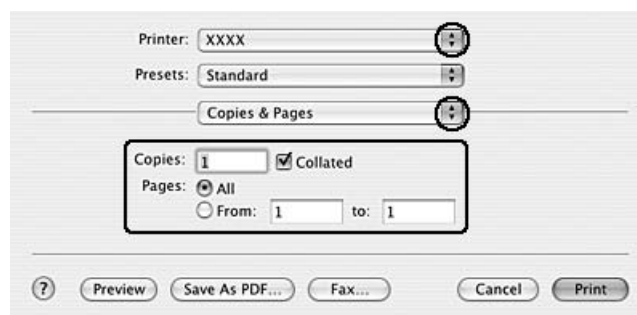 Printer: XXXX
Presets: Standard
Copies & Pages
Copies: 1 Collated
Pages: All
From: 1 to: 1
? Preview Save As PDF... Fax... Cancel Print